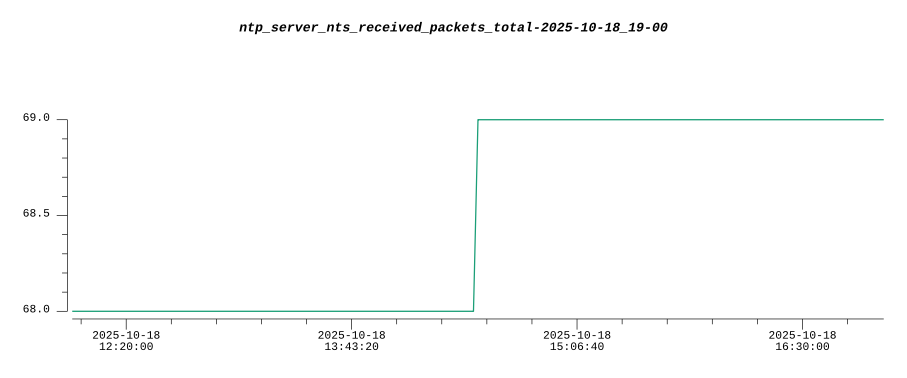 ntp_server_nts_received_packets_total-2025-10-18_19-00
69.0
68.5
68.0
2025-10-18 2025-10-18 2025-10-18 2025-10-18
12:20:00 13:43:20 15:06:40 16:30:00